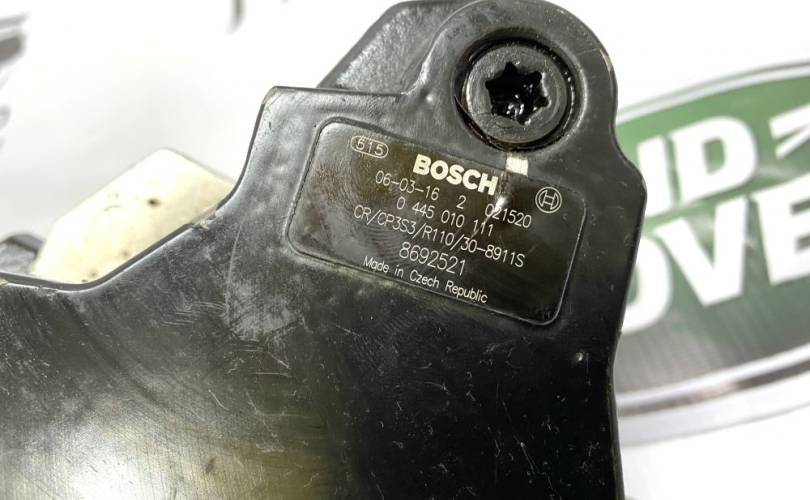 615
BOSCH
06-03-16 2 021520
0 445 010 111
CR/CP3S3/R110/30-8911S
8692521
Made in Czech Republic